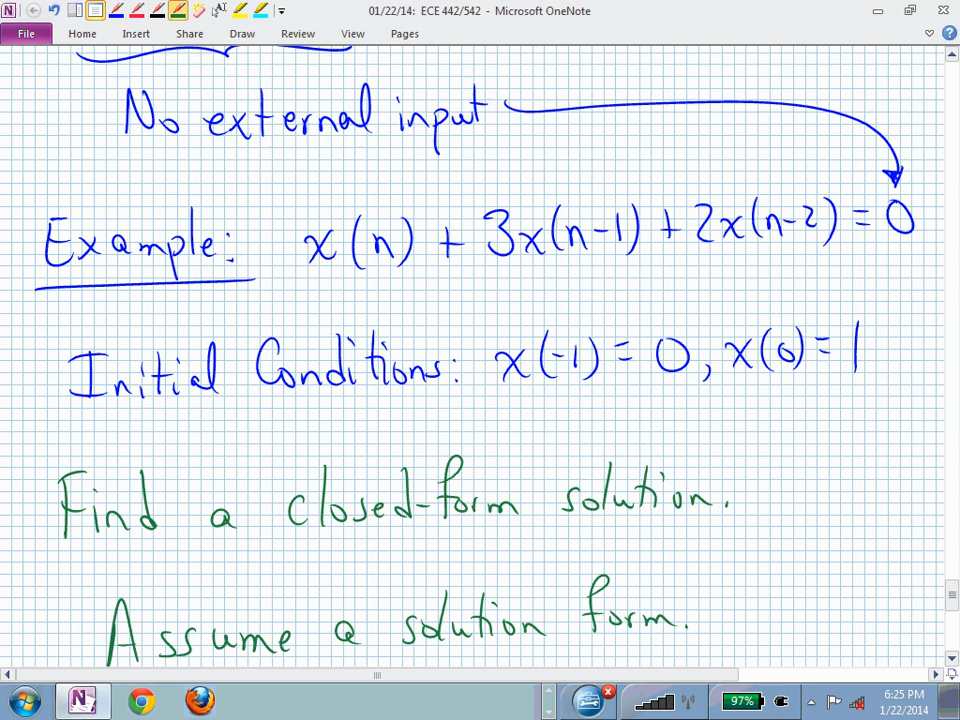 01/22/14: ECE 442/542 - Microsoft OneNote
File Home Insert Share Draw Review View Pages
No external input
Example: x(n) + 3x(n-1) + 2x(n-2) = 0
Initial Conditions: x(-1) = 0, x(0) = 1
Find a closed-form solution.
Assume a solution form.
97%
6:25 PM
1/22/2014